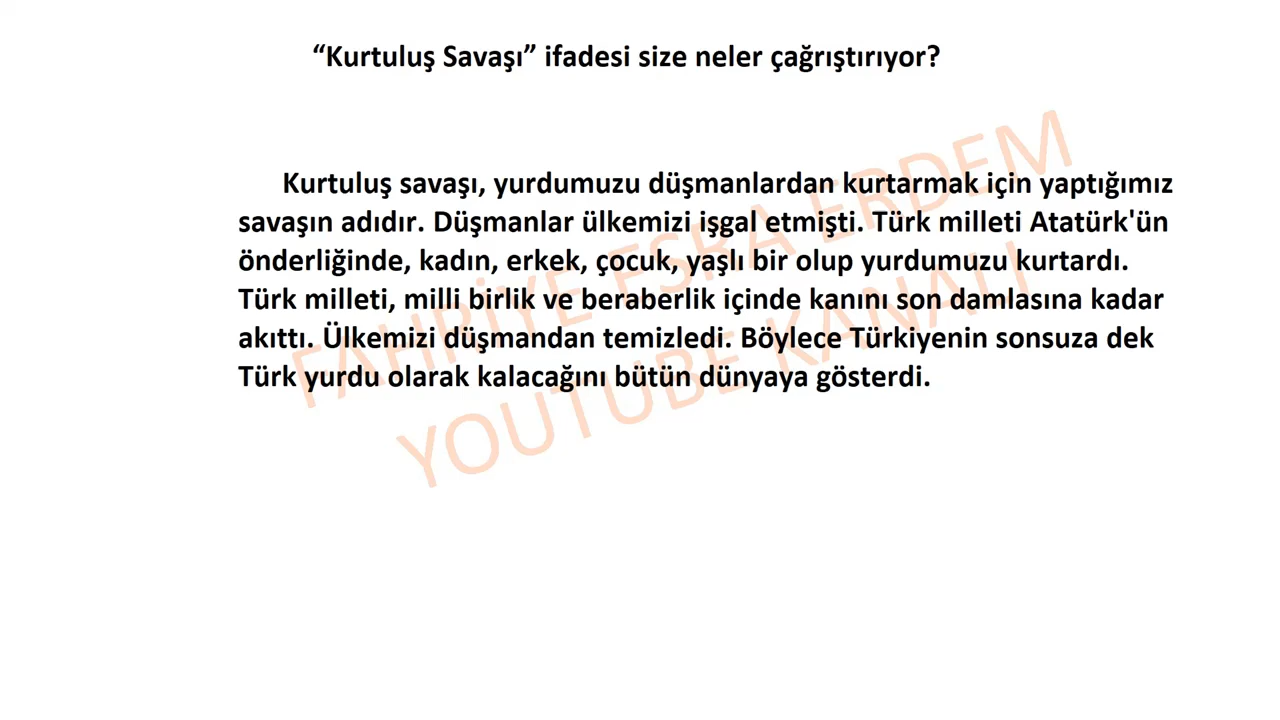 “Kurtuluş Savaşı” ifadesi size neler çağrıştırıyor?
Kurtuluş savaşı, yurdumuzu düşmanlardan kurtarmak için yaptığımız
savaşın adıdır. Düşmanlar ülkemizi işgal etmişti. Türk milleti Atatürk'ün
önderliğinde, kadın, erkek, çocuk, yaşlı bir olup yurdumuzu kurtardı.
Türk milleti, milli birlik ve beraberlik içinde kanını son damlasına kadar
akıttı. Ülkemizi düşmandan temizledi. Böylece Türkiyenin sonsuza dek
Türk yurdu olarak kalacağını bütün dünyaya gösterdi.
FAHRİYE ESRA ERDEM
YOUTUBE KANALI